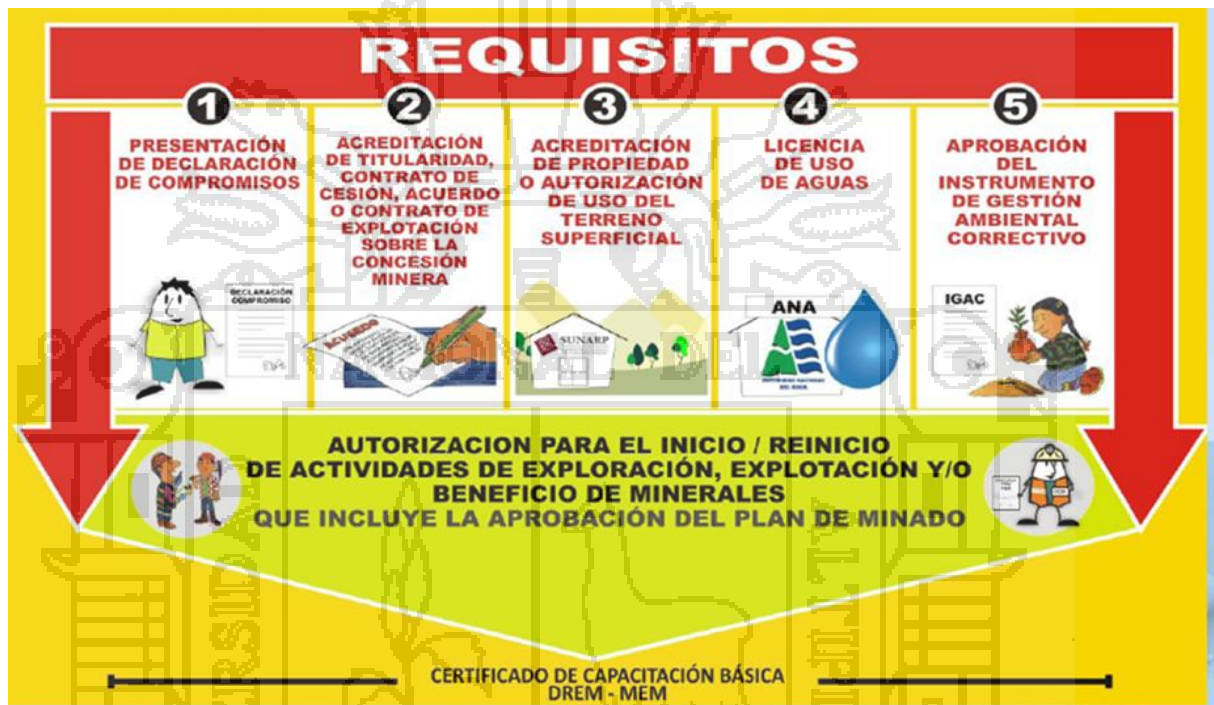 REQUISITOS
1
PRESENTACIÓN
DE DECLARACIÓN
DE COMPROMISOS
DECLARACIÓN
COMPROMISO
2
ACREDITACIÓN
DE TITULARIDAD,
CONTRATO DE
CESIÓN, ACUERDO
O CONTRATO DE
EXPLOTACIÓN
SOBRE LA
CONCESIÓN
MINERA
3
ACREDITACIÓN
DE PROPIEDAD
O AUTORIZACIÓN
DE USO DEL
TERRENO
SUPERFICIAL
SUNARP
4
LICENCIA
DE USO
DE AGUAS
ANA
5
APROBACIÓN
DEL
INSTRUMENTO
DE GESTIÓN
AMBIENTAL
CORRECTIVO
IGAC
AUTORIZACION PARA EL INICIO / REINICIO
DE ACTIVIDADES DE EXPLORACIÓN, EXPLOTACIÓN Y/O
BENEFICIO DE MINERALES
QUE INCLUYE LA APROBACIÓN DEL PLAN DE MINADO
CERTIFICADO DE CAPACITACIÓN BÁSICA
DREM - MEM